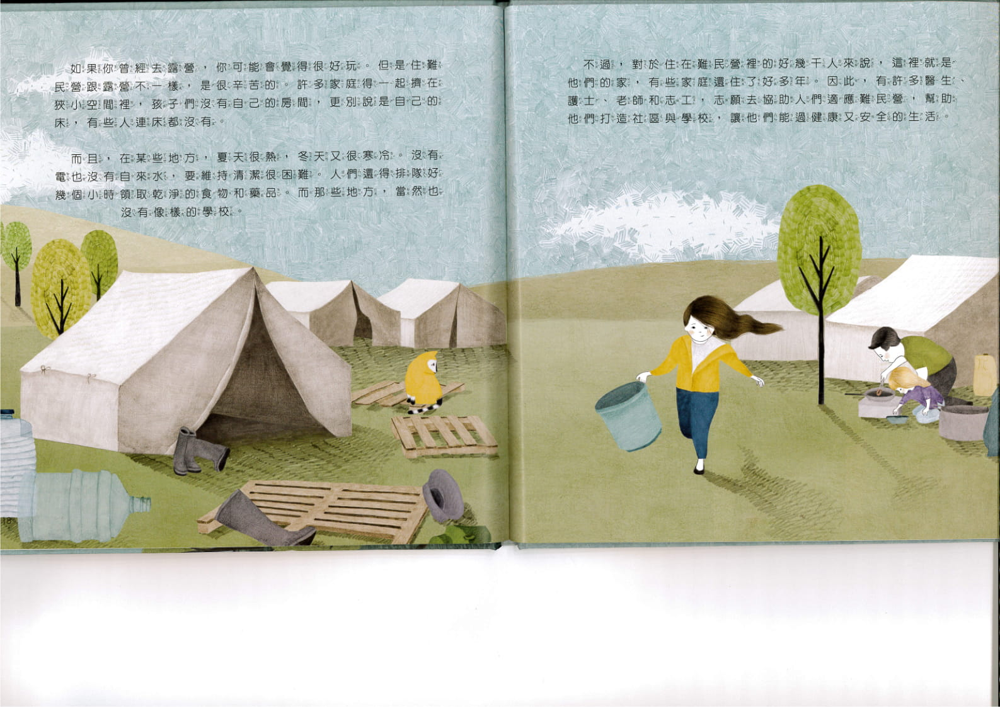 如果你曾經去露營，你可能會覺得很好玩。但是住難
民營跟露營不一樣，是很辛苦的。許多家庭得一起擠在
狹小空間裡，孩子們沒有自己的房間，更別說是自己的
床，有些人連床都沒有。
而且，在某些地方，夏天很熱，冬天又很寒冷。沒有
電也沒有自來水，要維持清潔很困難。人們還得排隊好
幾個小時領取乾淨的食物和藥品。而那些地方，當然也
沒有像樣的學校。
18
不過，對於住在難民營裡的好幾千人來說，這裡就是
他們的家，有些家庭還住了好多年。因此，有許多醫生、
護士、老師和志工，志願去協助人們適應難民營，幫助
他們打造社區與學校，讓他們能過健康又安全的生活。